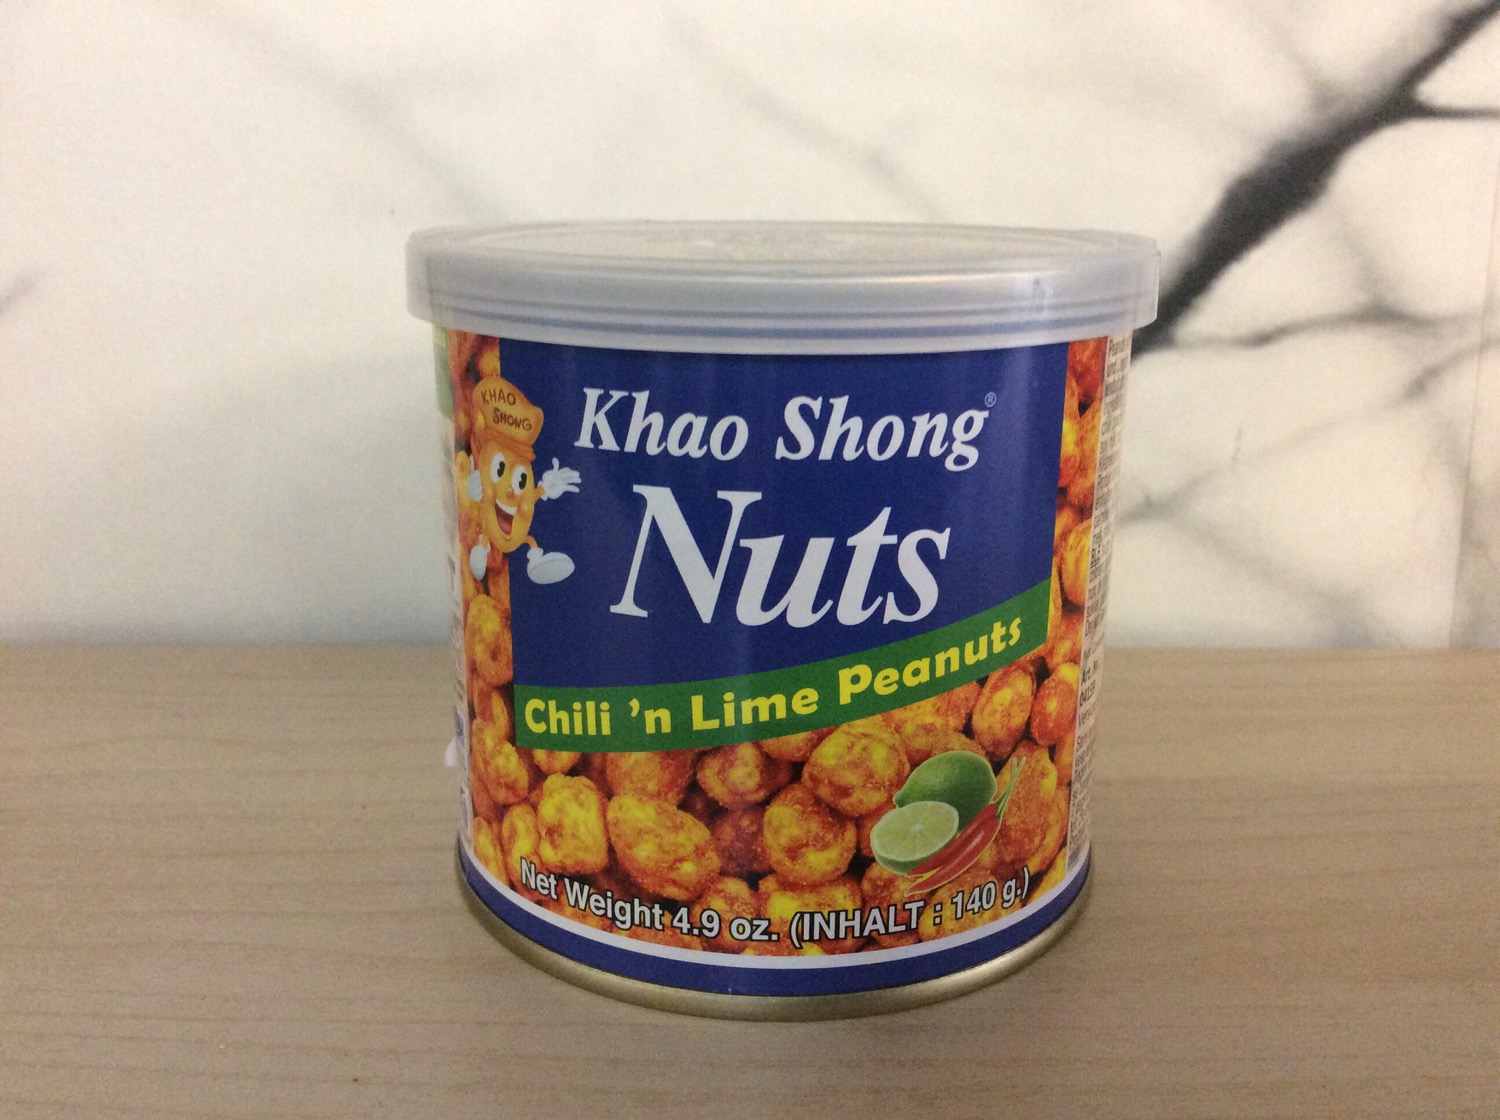 KHAO
SHONG
Khao Shong®
Nuts
Chili 'n Lime Peanuts
Net Weight 4.9 oz. (INHALT : 140 g.)